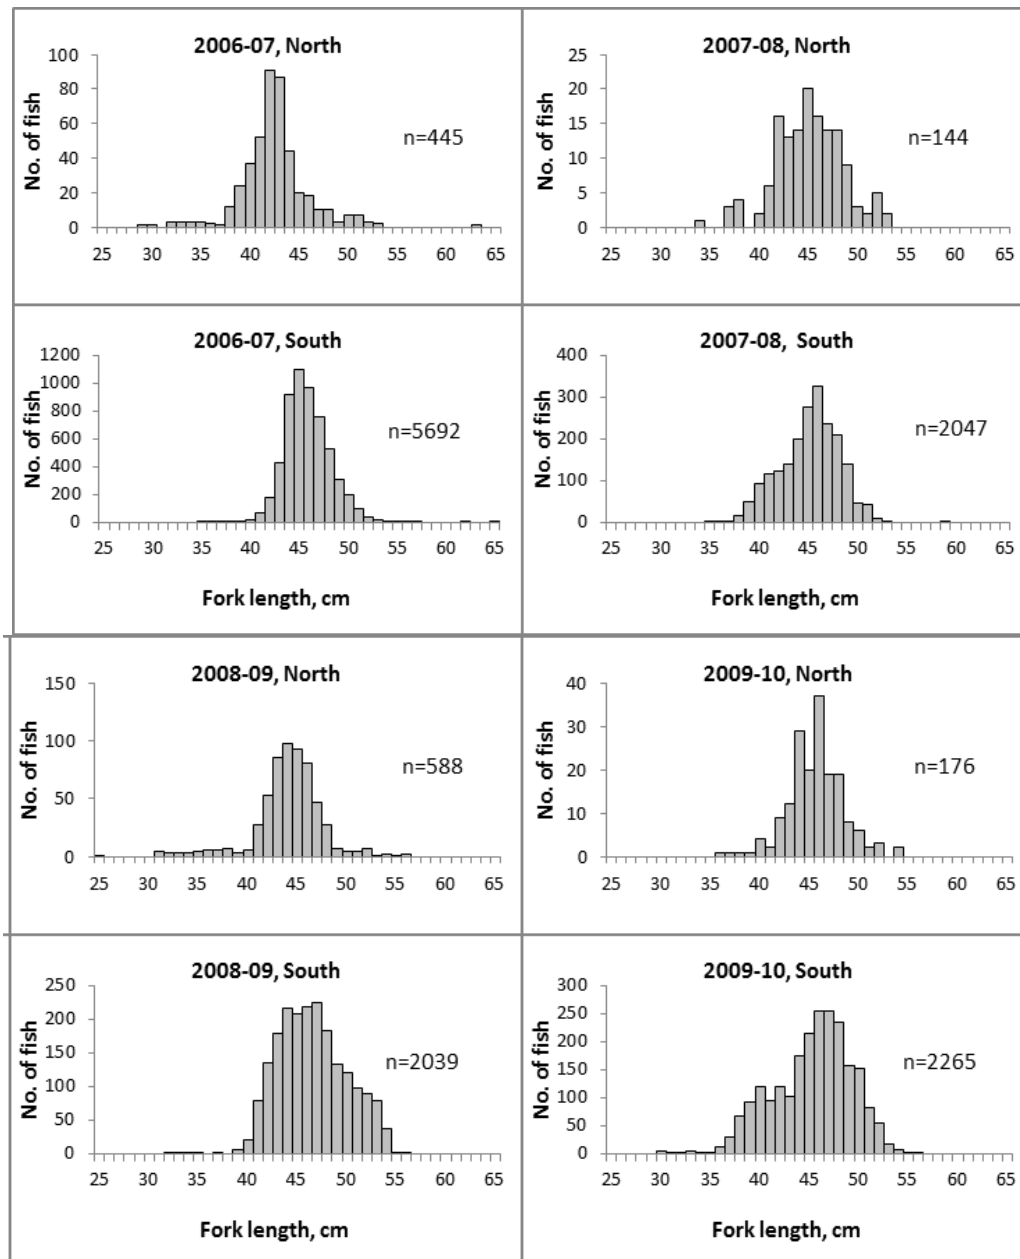 2006-07, North
No. of fish
100
80
60
40
20
0
n=445
25 30 35 40 45 50 55 60 65
2007-08, North
No. of fish
25
20
15
10
5
0
n=144
25 30 35 40 45 50 55 60 65
2006-07, South
No. of fish
1200
1000
800
600
400
200
0
n=5692
25 30 35 40 45 50 55 60 65
Fork length, cm
2007-08, South
No. of fish
400
300
200
100
0
n=2047
25 30 35 40 45 50 55 60 65
Fork length, cm
2008-09, North
No. of fish
150
100
50
0
n=588
25 30 35 40 45 50 55 60 65
2009-10, North
No. of fish
40
30
20
10
0
n=176
25 30 35 40 45 50 55 60 65
2008-09, South
No. of fish
250
200
150
100
50
0
n=2039
25 30 35 40 45 50 55 60 65
Fork length, cm
2009-10, South
No. of fish
300
250
200
150
100
50
0
n=2265
25 30 35 40 45 50 55 60 65
Fork length, cm